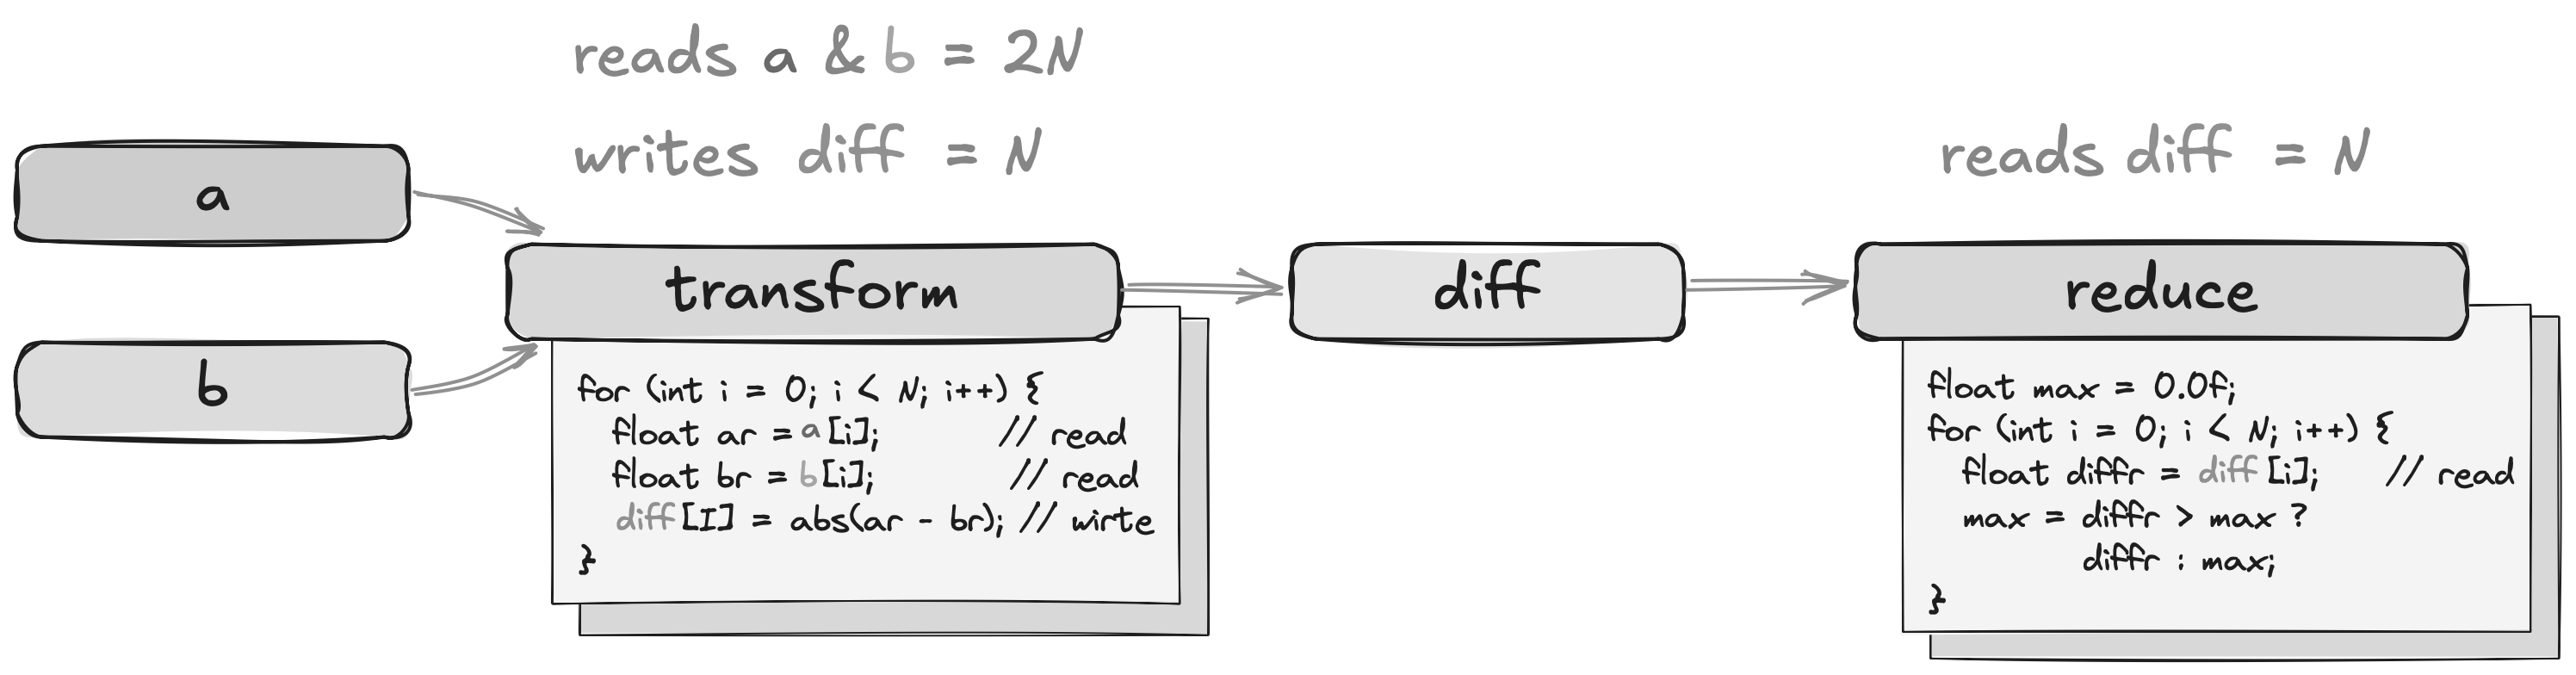 reads a & b = 2N
writes diff = N
reads diff = N
a
b
transform
diff
reduce
for (int i = 0; i < N; i++) {
float ar = a[i]; // read
float br = b[i]; // read
diff[I] = abs(ar - br); // wirte
}
float max = 0.0f;
for (int i = 0; i < N; i++) {
float diffr = diff[i]; // read
max = diffr > max ?
diffr : max;
}